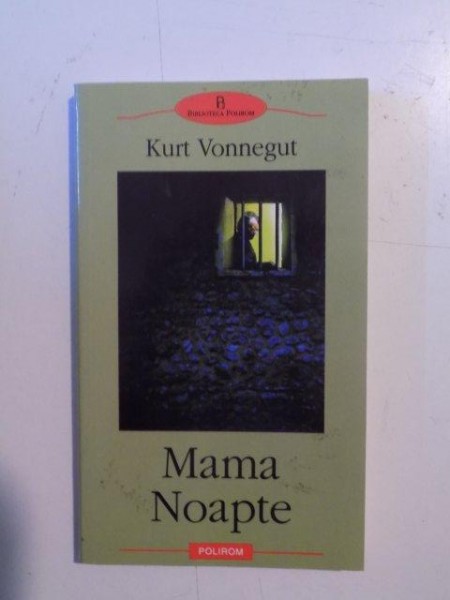 BIBLIOTECA POLIROM
Kurt Vonnegut
Mama
Noapte
POLIROM